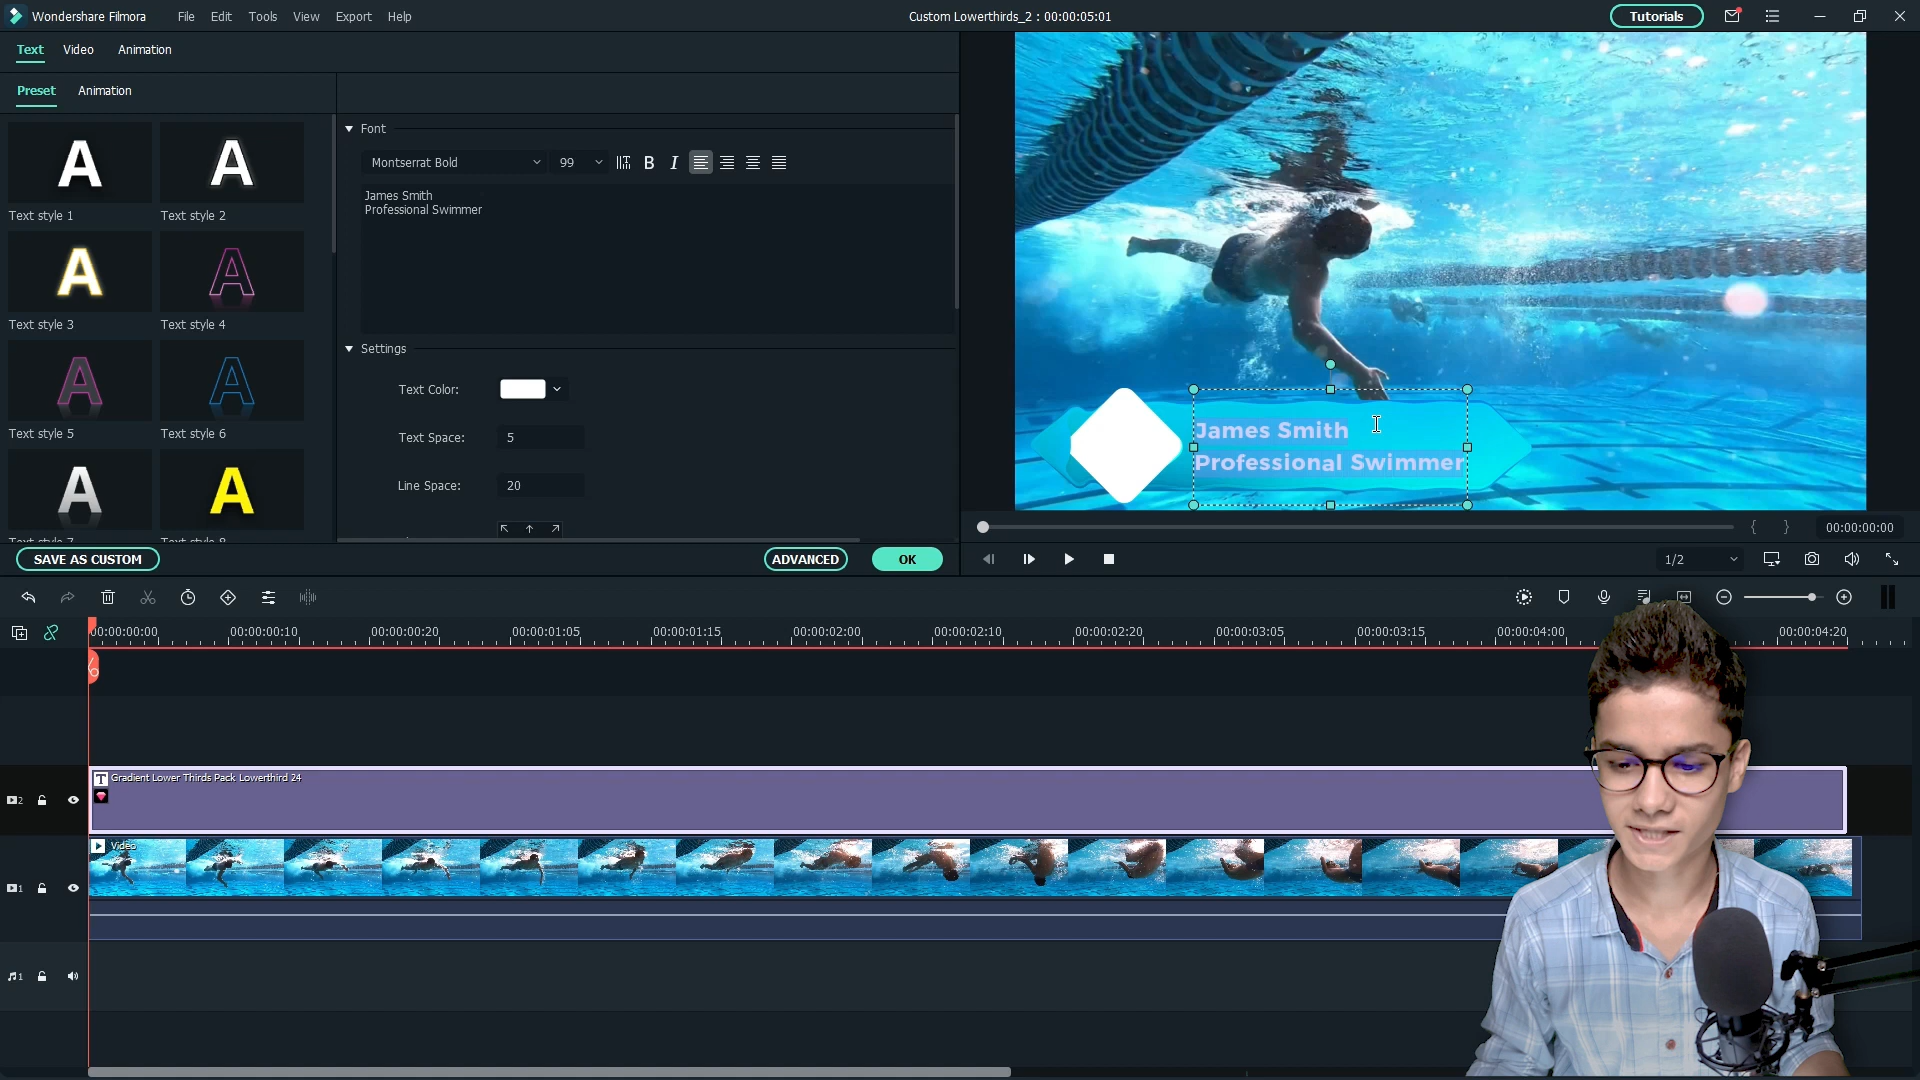 Wondershare Filmora
File
Edit
Tools
View
Export
Help
Custom Lowerthirds_2 : 00:00:05:01
Tutorials
Text
Video
Animation
Preset
Animation
A
Text style 1
A
Text style 2
A
Text style 3
A
Text style 4
A
Text style 5
A
Text style 6
A
A
Font
Montserrat Bold
99
B
I
James Smith
Professional Swimmer
Settings
Text Color:
Text Space:
5
Line Space:
20
SAVE AS CUSTOM
ADVANCED
OK
James Smith
Professional Swimmer
{ }
00:00:00:00
1/2
00:00:00:00
00:00:00:10
00:00:00:20
00:00:01:05
00:00:01:15
00:00:02:00
00:00:02:10
00:00:02:20
00:00:03:05
00:00:03:15
00:00:04:00
00:00:04:20
T
Gradient Lower Thirds Pack Lowerthird 24
2
Video
1
1